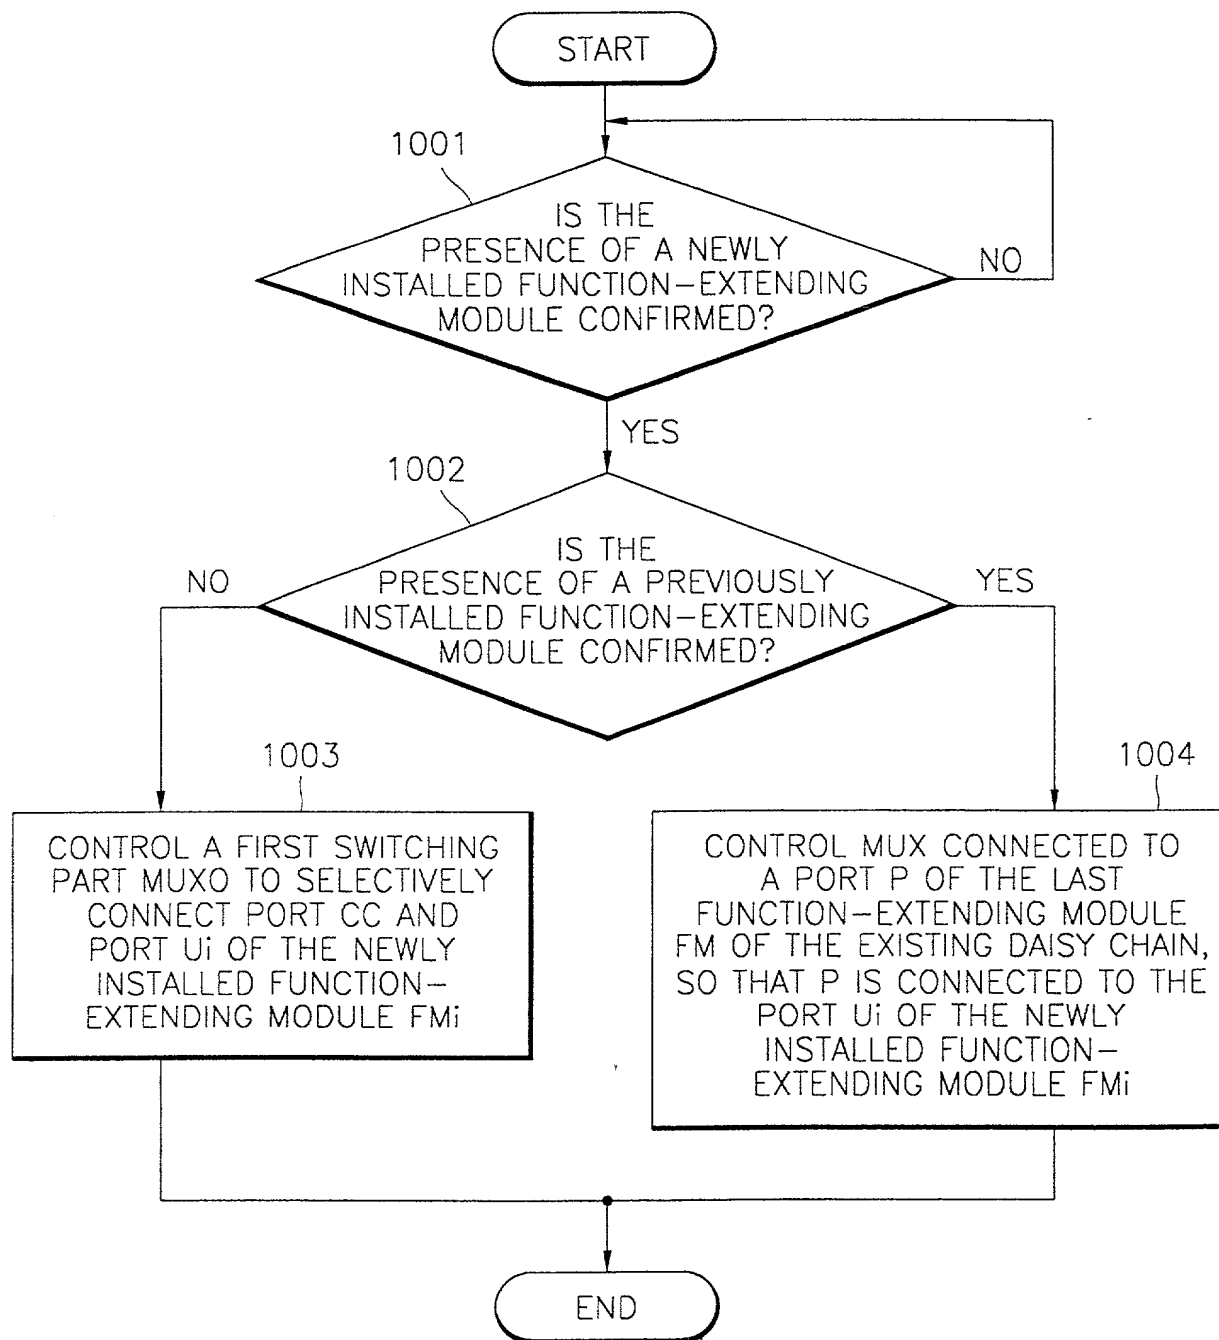 START
1001
IS THE
PRESENCE OF A NEWLY
INSTALLED FUNCTION-EXTENDING
MODULE CONFIRMED?
NO
YES
1002
IS THE
PRESENCE OF A PREVIOUSLY
INSTALLED FUNCTION-EXTENDING
MODULE CONFIRMED?
NO
YES
1003
CONTROL A FIRST SWITCHING
PART MUXO TO SELECTIVELY
CONNECT PORT CC AND
PORT Ui OF THE NEWLY
INSTALLED FUNCTION-
EXTENDING MODULE FMi
1004
CONTROL MUX CONNECTED TO
A PORT P OF THE LAST
FUNCTION-EXTENDING MODULE
FM OF THE EXISTING DAISY CHAIN,
SO THAT P IS CONNECTED TO THE
PORT Ui OF THE NEWLY
INSTALLED FUNCTION-
EXTENDING MODULE FMi
END